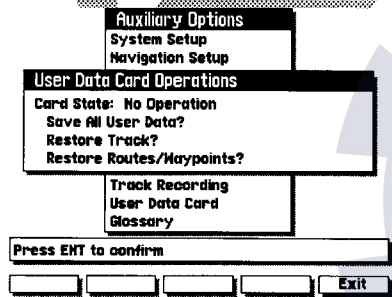 Auxiliary Options
System Setup
Navigation Setup
User Data Card Operations
Card State: No Operation
Save All User Data?
Restore Track?
Restore Routes/Waypoints?
Track Recording
User Data Card
Glossary
Press ENT to confirm
Exit